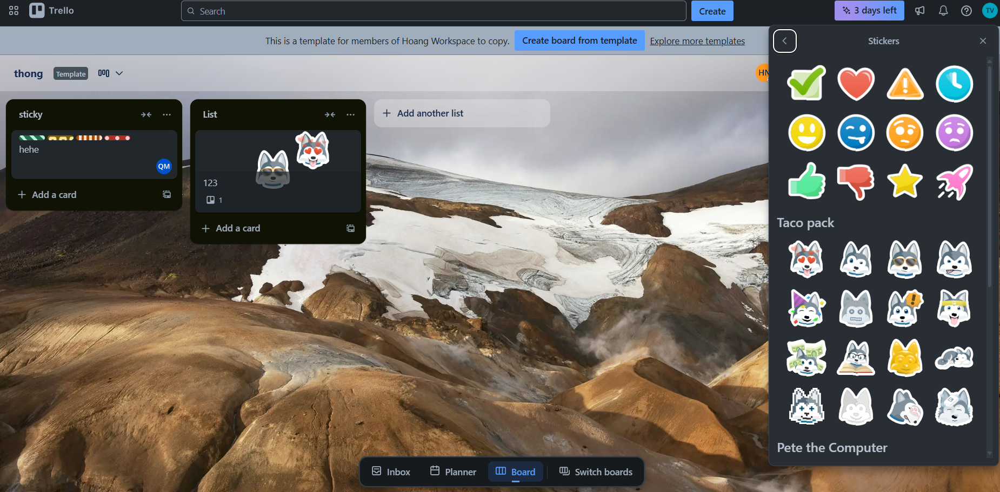 Trello
Search
Create
3 days left
TV
This is a template for members of Hoang Workspace to copy.
Create board from template
Explore more templates
Stickers
thong
Template
HN
sticky
hehe
QM
Add a card
List
123
1
Add a card
Add another list
Taco pack
Pete the Computer
Inbox
Planner
Board
Switch boards